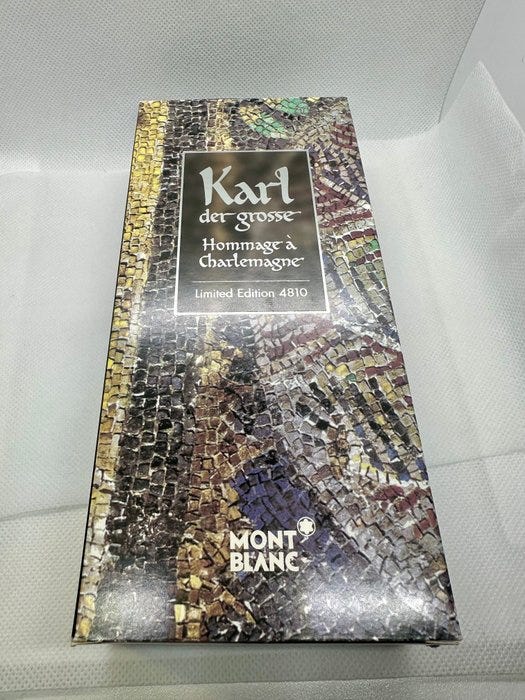 Karl
der grosse
Hommage à
Charlemagne
Limited Edition 4810
MONT
BLANC